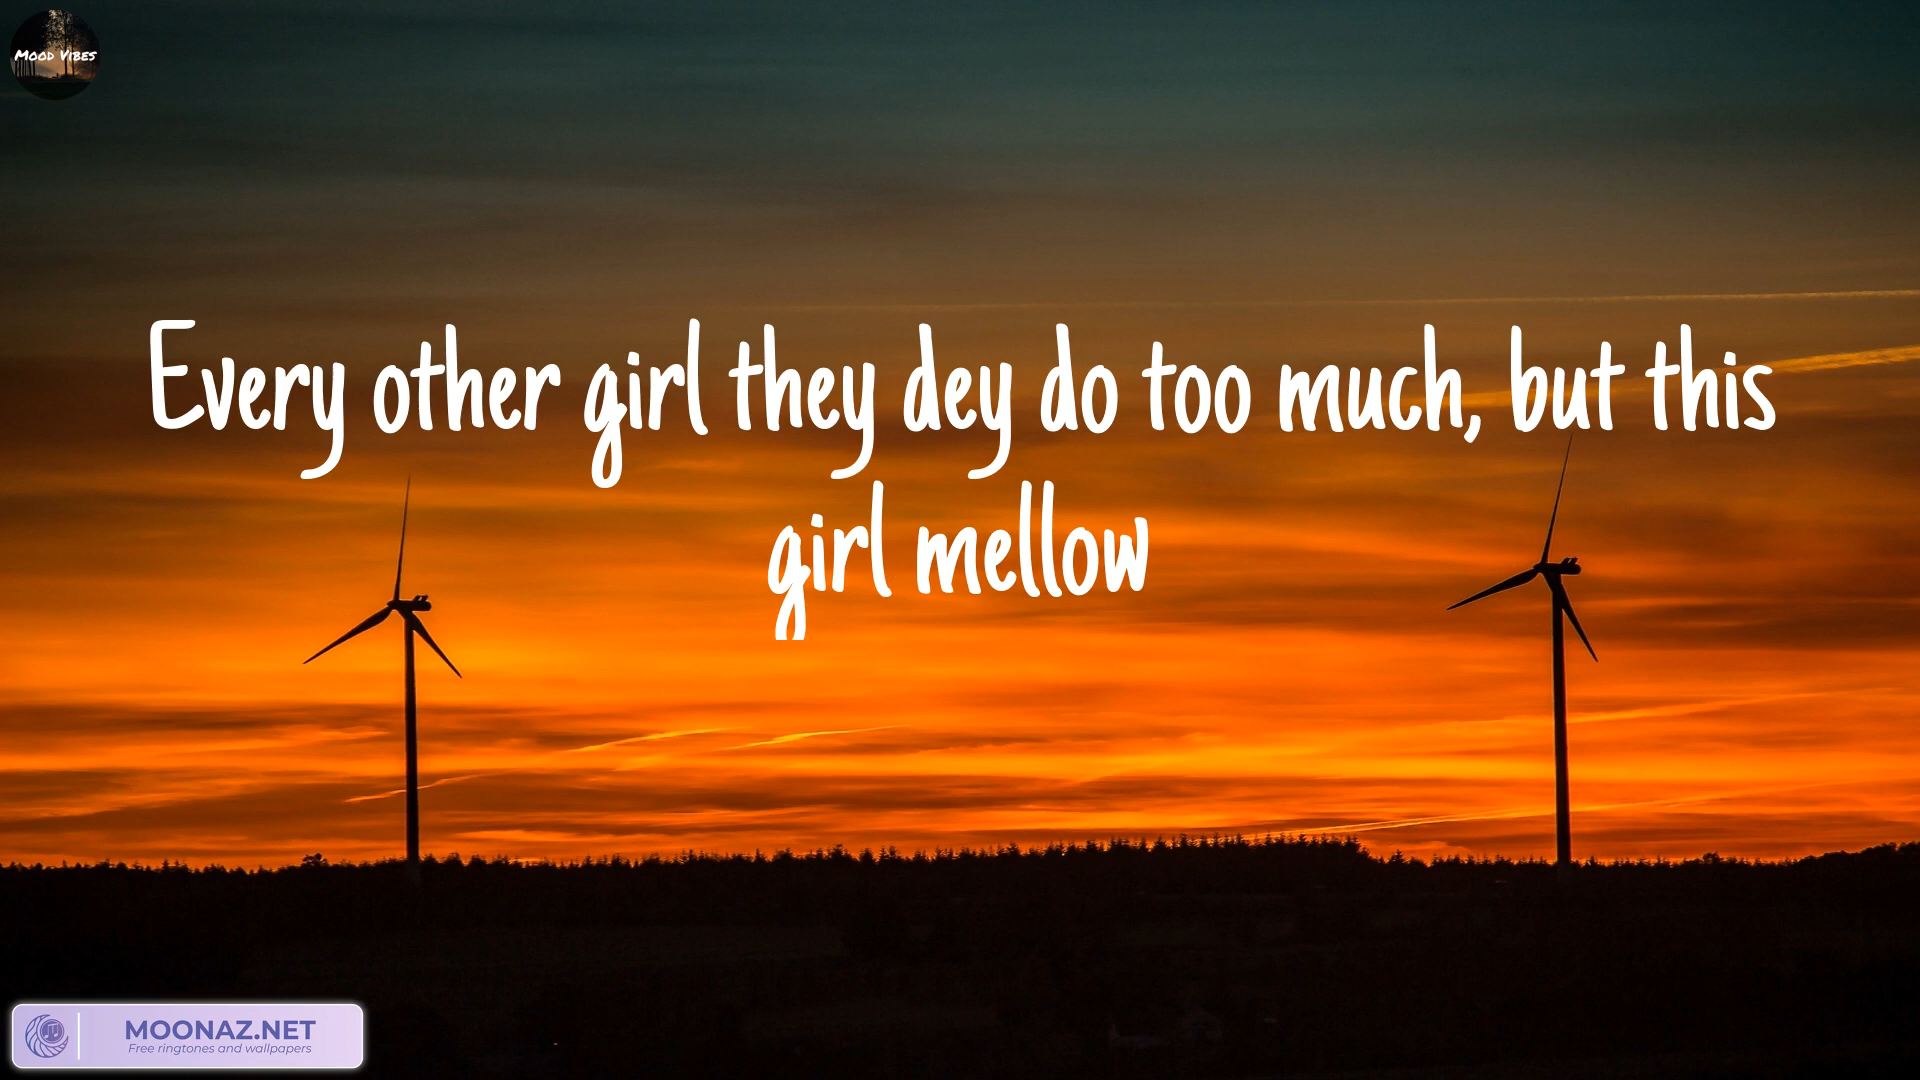 Mood Vibes
Every other girl they dey do too much, but this
girl mellow
MOONAZ.NET
Free ringtones and wallpapers